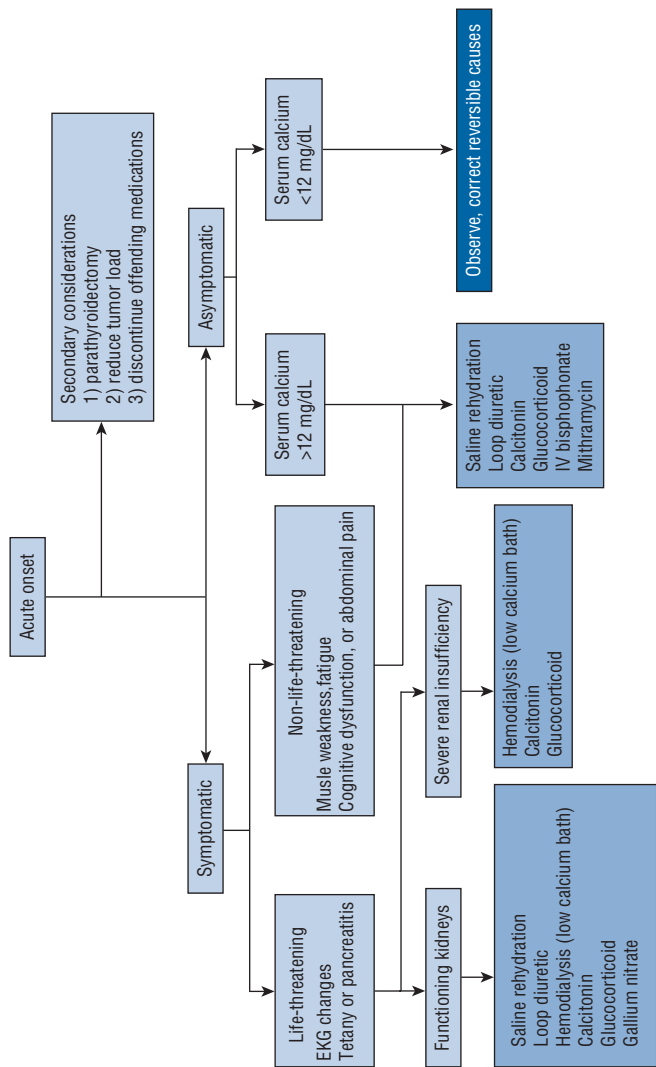 Acute onset
Secondary considerations
1) parathyroidectomy
2) reduce tumor load
3) discontinue offending medications
Symptomatic
Asymptomatic
Life-threatening
EKG changes
Tetany or pancreatitis
Non-life-threatening
Musle weakness,fatigue
Cognitive dysfunction, or abdominal pain
Serum calcium
>12 mg/dL
Serum calcium
<12 mg/dL
Functioning kidneys
Severe renal insufficiency
Saline rehydration
Loop diuretic
Hemodialysis (low calcium bath)
Calcitonin
Glucocorticoid
Gallium nitrate
Hemodialysis (low calcium bath)
Calcitonin
Glucocorticoid
Saline rehydration
Loop diuretic
Calcitonin
Glucocorticoid
IV bisphophonate
Mithramycin
Observe, correct reversible causes